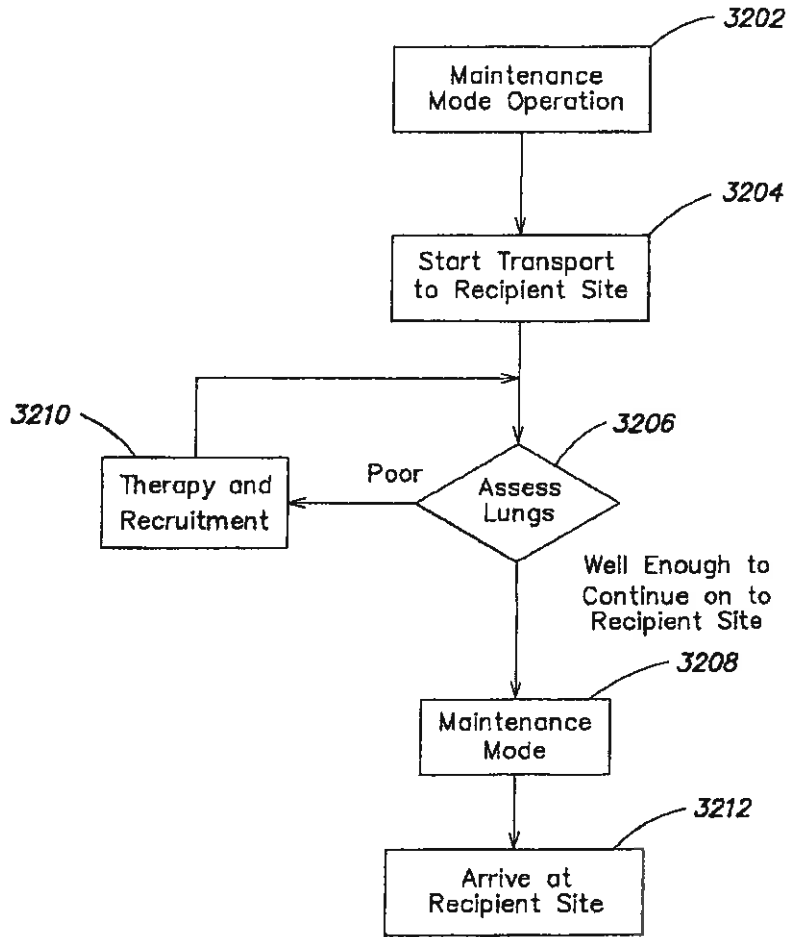 3202
Maintenance
Mode Operation
3204
Start Transport
to Recipient Site
3210
3206
Therapy and
Recruitment
Poor
Assess
Lungs
Well Enough to
Continue on to
Recipient Site
3208
Maintenance
Mode
3212
Arrive at
Recipient Site